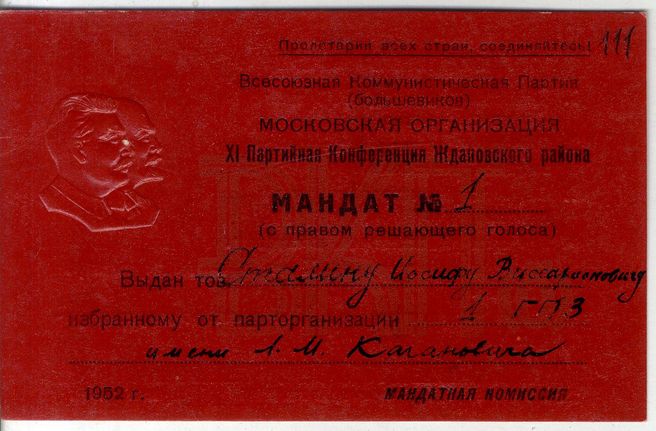 Пролетарии всех стран, соединяйтесь! 111
Всесоюзная Коммунистическая Партия
(большевиков)
МОСКОВСКАЯ ОРГАНИЗАЦИЯ
XI Партийная Конференция Ждановского района
МАНДАТ № 1
(с правом решающего голоса)
Выдан тов. Сталину Иосифу Виссарионовичу
избранному от парторганизации 1 ГПЗ
имени Л. М. Кагановича
1952 г. МАНДАТНАЯ КОМИССИЯ